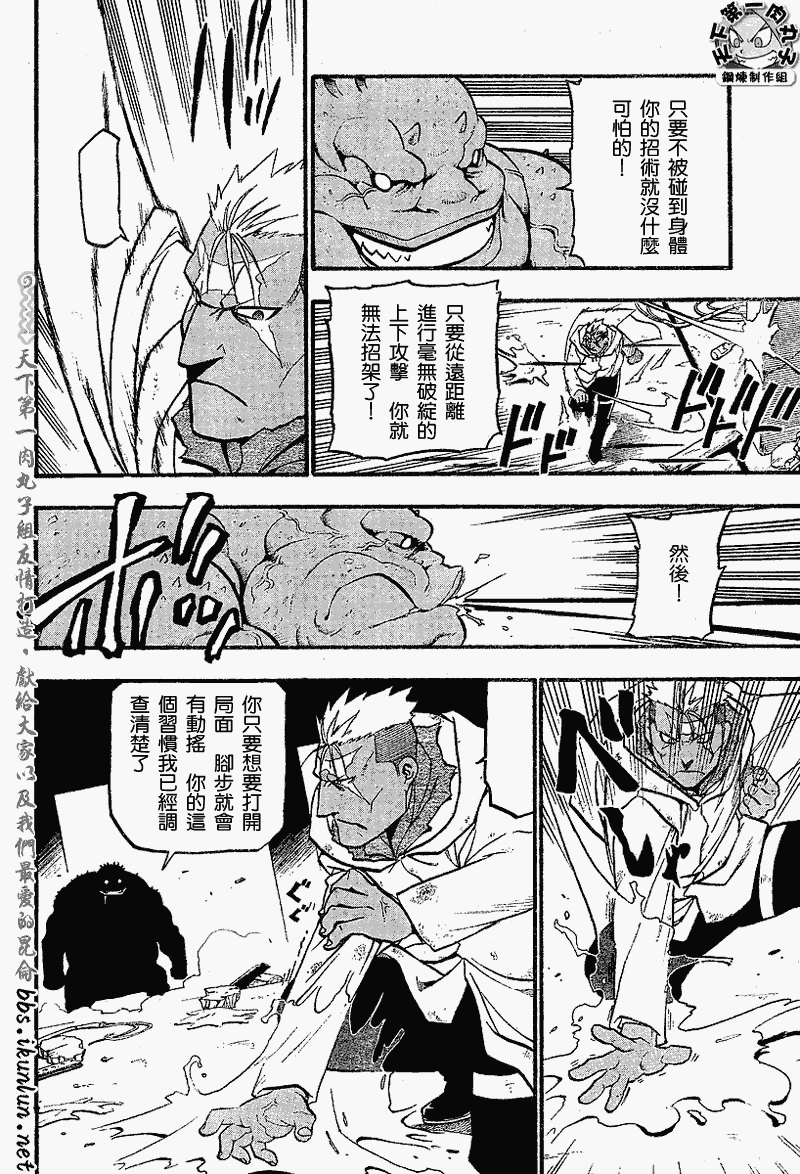 天下第一肉丸子
鋼煉制作組
只要不被碰到身體
你的招術就沒什麼
可怕的！
只要從遠距離
進行毫無破綻的
上下攻擊　你就
無法招架了！
ドドドド
然後！
ボッ
ベしゃ
你只要想要打開
局面　腳步就會
有動搖　你的這
個習慣我已經調
查清楚了
天下第一肉丸子組友情打造，獻給大家以及我們最愛的昆侖
bbs.ikunlun.net